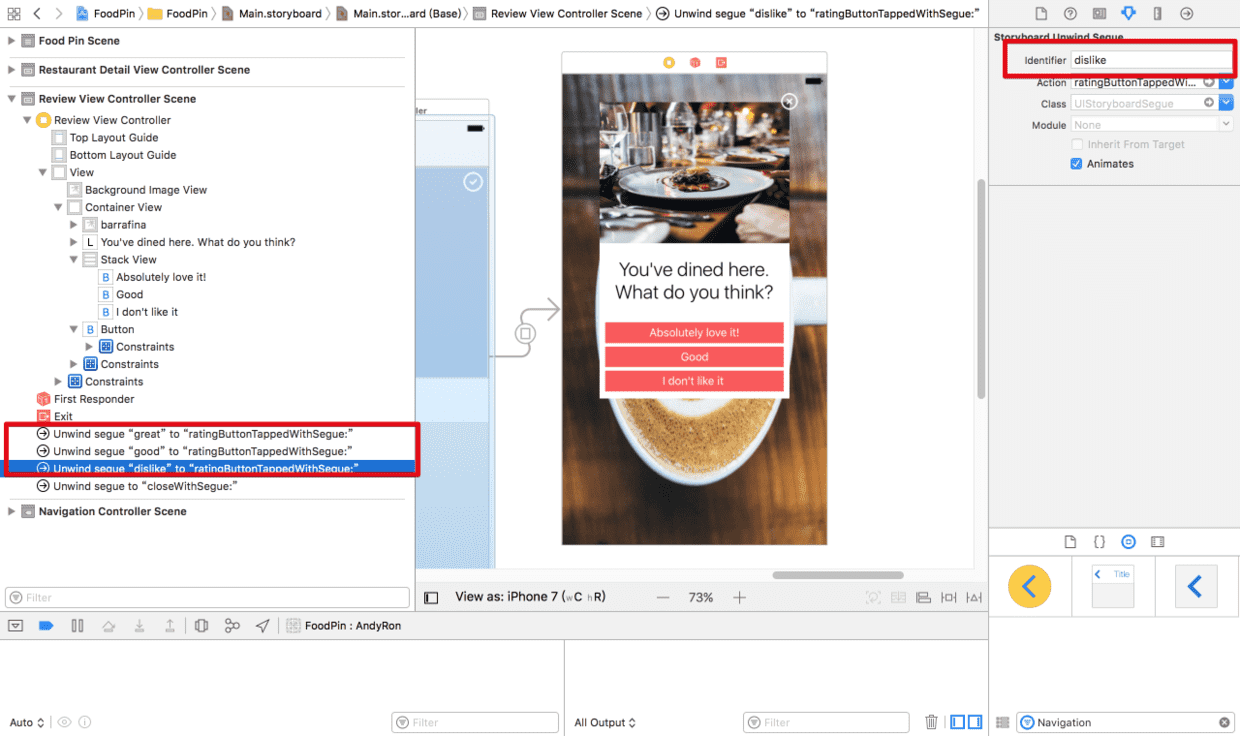 FoodPin FoodPin Main.storyboard Main.stor...ard (Base) Review View Controller Scene Unwind segue “dislike” to “ratingButtonTappedWithSegue:”
Food Pin Scene
Restaurant Detail View Controller Scene
Review View Controller Scene
Review View Controller
Top Layout Guide
Bottom Layout Guide
View
Background Image View
Container View
barrafina
L You've dined here. What do you think?
Stack View
B Absolutely love it!
B Good
B I don't like it
B Button
Constraints
Constraints
Constraints
First Responder
Exit
Unwind segue “great” to “ratingButtonTappedWithSegue:”
Unwind segue “good” to “ratingButtonTappedWithSegue:”
Unwind segue “dislike” to “ratingButtonTappedWithSegue:”
Unwind segue to “closeWithSegue:”
Navigation Controller Scene
Filter
ller
You've dined here.
What do you think?
Absolutely love it!
Good
I don't like it
View as: iPhone 7 (wC hR)
73%
Storyboard Unwind Segue
Identifier dislike
Action ratingButtonTappedWi...
Class UIStoryboardSegue
Module None
Inherit From Target
Animates
{}
Title
FoodPin : AndyRon
Auto
Filter
All Output
Filter
Navigation